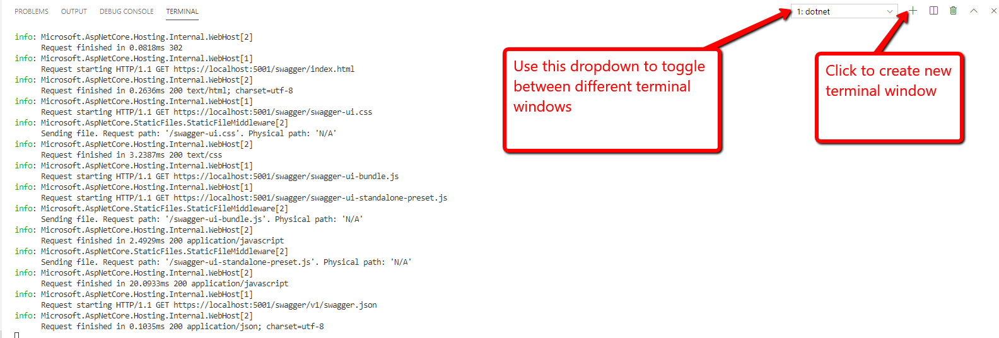 PROBLEMS OUTPUT DEBUG CONSOLE TERMINAL 1: dotnet
info: Microsoft.AspNetCore.Hosting.Internal.WebHost[2]
Request finished in 0.0818ms 302
info: Microsoft.AspNetCore.Hosting.Internal.WebHost[1]
Request starting HTTP/1.1 GET https://localhost:5001/swagger/index.html
info: Microsoft.AspNetCore.Hosting.Internal.WebHost[2]
Request finished in 0.2636ms 200 text/html; charset=utf-8
info: Microsoft.AspNetCore.Hosting.Internal.WebHost[1]
Request starting HTTP/1.1 GET https://localhost:5001/swagger/swagger-ui.css
info: Microsoft.AspNetCore.StaticFiles.StaticFileMiddleware[2]
Sending file. Request path: '/swagger-ui.css'. Physical path: 'N/A'
info: Microsoft.AspNetCore.Hosting.Internal.WebHost[2]
Request finished in 3.2387ms 200 text/css
info: Microsoft.AspNetCore.Hosting.Internal.WebHost[1]
Request starting HTTP/1.1 GET https://localhost:5001/swagger/swagger-ui-bundle.js
info: Microsoft.AspNetCore.Hosting.Internal.WebHost[1]
Request starting HTTP/1.1 GET https://localhost:5001/swagger/swagger-ui-standalone-preset.js
info: Microsoft.AspNetCore.StaticFiles.StaticFileMiddleware[2]
Sending file. Request path: '/swagger-ui-bundle.js'. Physical path: 'N/A'
info: Microsoft.AspNetCore.Hosting.Internal.WebHost[2]
Request finished in 2.4929ms 200 application/javascript
info: Microsoft.AspNetCore.StaticFiles.StaticFileMiddleware[2]
Sending file. Request path: '/swagger-ui-standalone-preset.js'. Physical path: 'N/A'
info: Microsoft.AspNetCore.Hosting.Internal.WebHost[2]
Request finished in 20.0933ms 200 application/javascript
info: Microsoft.AspNetCore.Hosting.Internal.WebHost[1]
Request starting HTTP/1.1 GET https://localhost:5001/swagger/v1/swagger.json
info: Microsoft.AspNetCore.Hosting.Internal.WebHost[2]
Request finished in 0.1035ms 200 application/json; charset=utf-8
Use this dropdown to toggle
between different terminal
windows
Click to create new
terminal window